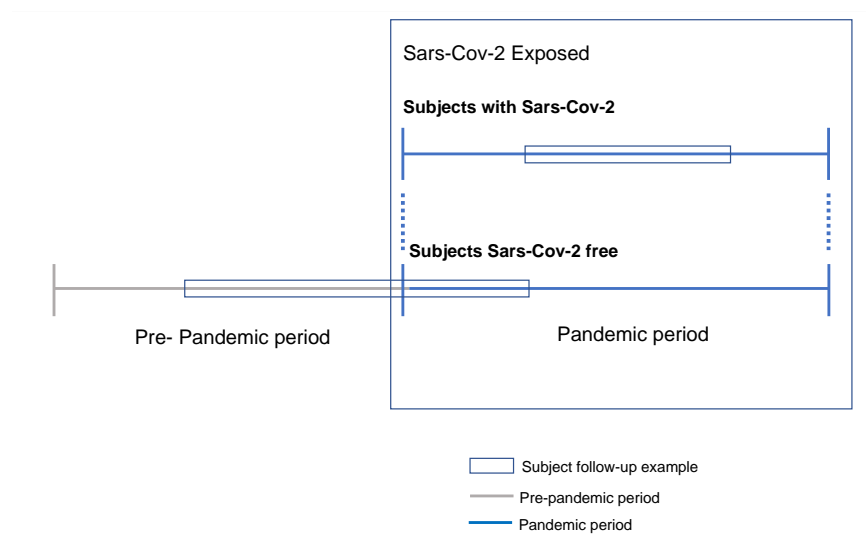 Sars-Cov-2 Exposed
Subjects with Sars-Cov-2
Subjects Sars-Cov-2 free
Pre- Pandemic period
Pandemic period
Subject follow-up example
Pre-pandemic period
Pandemic period